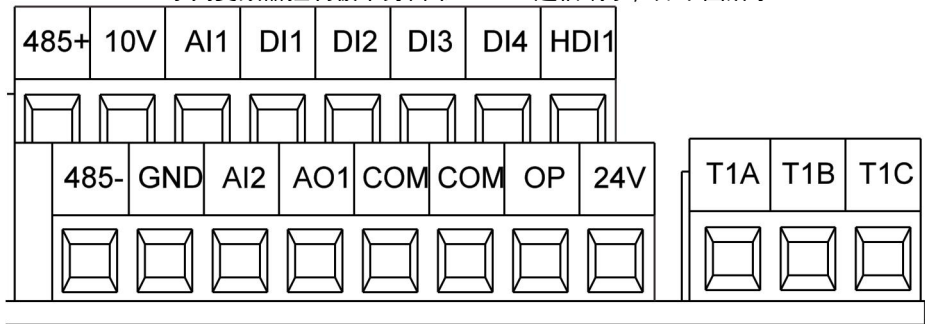 485+ 10V AI1 DI1 DI2 DI3 DI4 HDI1
485- GND AI2 AO1 COM COM OP 24V T1A T1B T1C